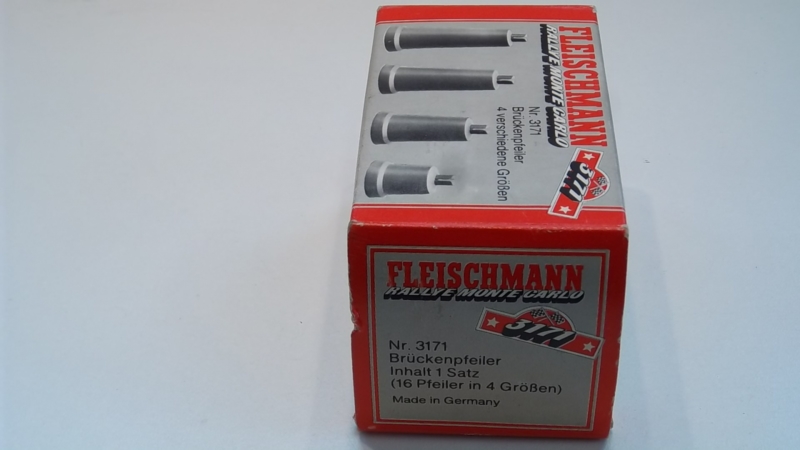 FLEISCHMANN
RALLYE MONTE CARLO
Nr. 3171
Brückenpfeiler
4 verschiedene Größen
3171
FLEISCHMANN
RALLYE MONTE CARLO
3171
Nr. 3171
Brückenpfeiler
Inhalt 1 Satz
(16 Pfeiler in 4 Größen)
Made in Germany